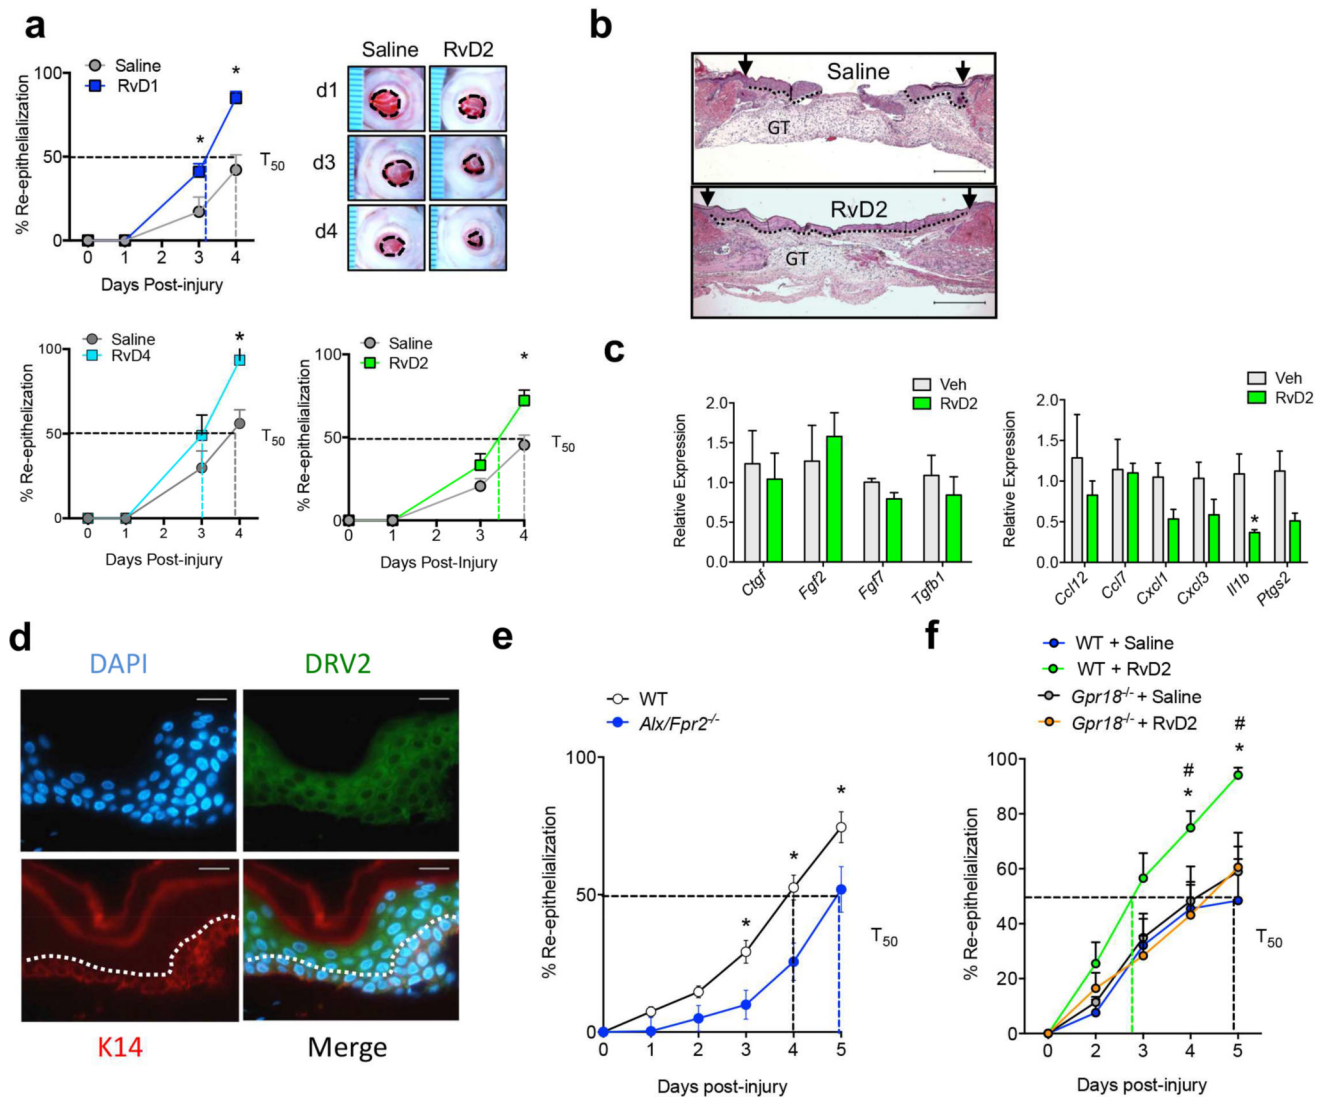 a
Saline
RvD1
% Re-epithelialization
100
50
0
T50
0 1 2 3 4
Days Post-injury
*
*
Saline RvD2
d1
d3
d4
Saline
RvD4
% Re-epithelization
100
50
0
T50
0 1 2 3 4
Days Post-injury
*
Saline
RvD2
% Re-epithelialization
100
50
0
T50
0 1 2 3 4
Days Post-Injury
*
b
Saline
GT
RvD2
GT
c
Veh
RvD2
Relative Expression
2.0
1.5
1.0
0.5
0.0
Ctgf Fgf2 Fgf7 Tgfb1
Veh
RvD2
Relative Expression
2.0
1.5
1.0
0.5
0.0
*
Ccl12 Ccl7 Cxcl1 Cxcl3 Il1b Ptgs2
d
DAPI DRV2
K14 Merge
e
WT
Alx/Fpr2-/-
% Re-epithelialization
100
50
0
* * *
T50
0 1 2 3 4 5
Days post-injury
f
WT + Saline
WT + RvD2
Gpr18-/- + Saline
Gpr18-/- + RvD2
% Re-epithelialization
100
80
60
40
20
0
# #
* *
T50
0 2 3 4 5
Days post-injury